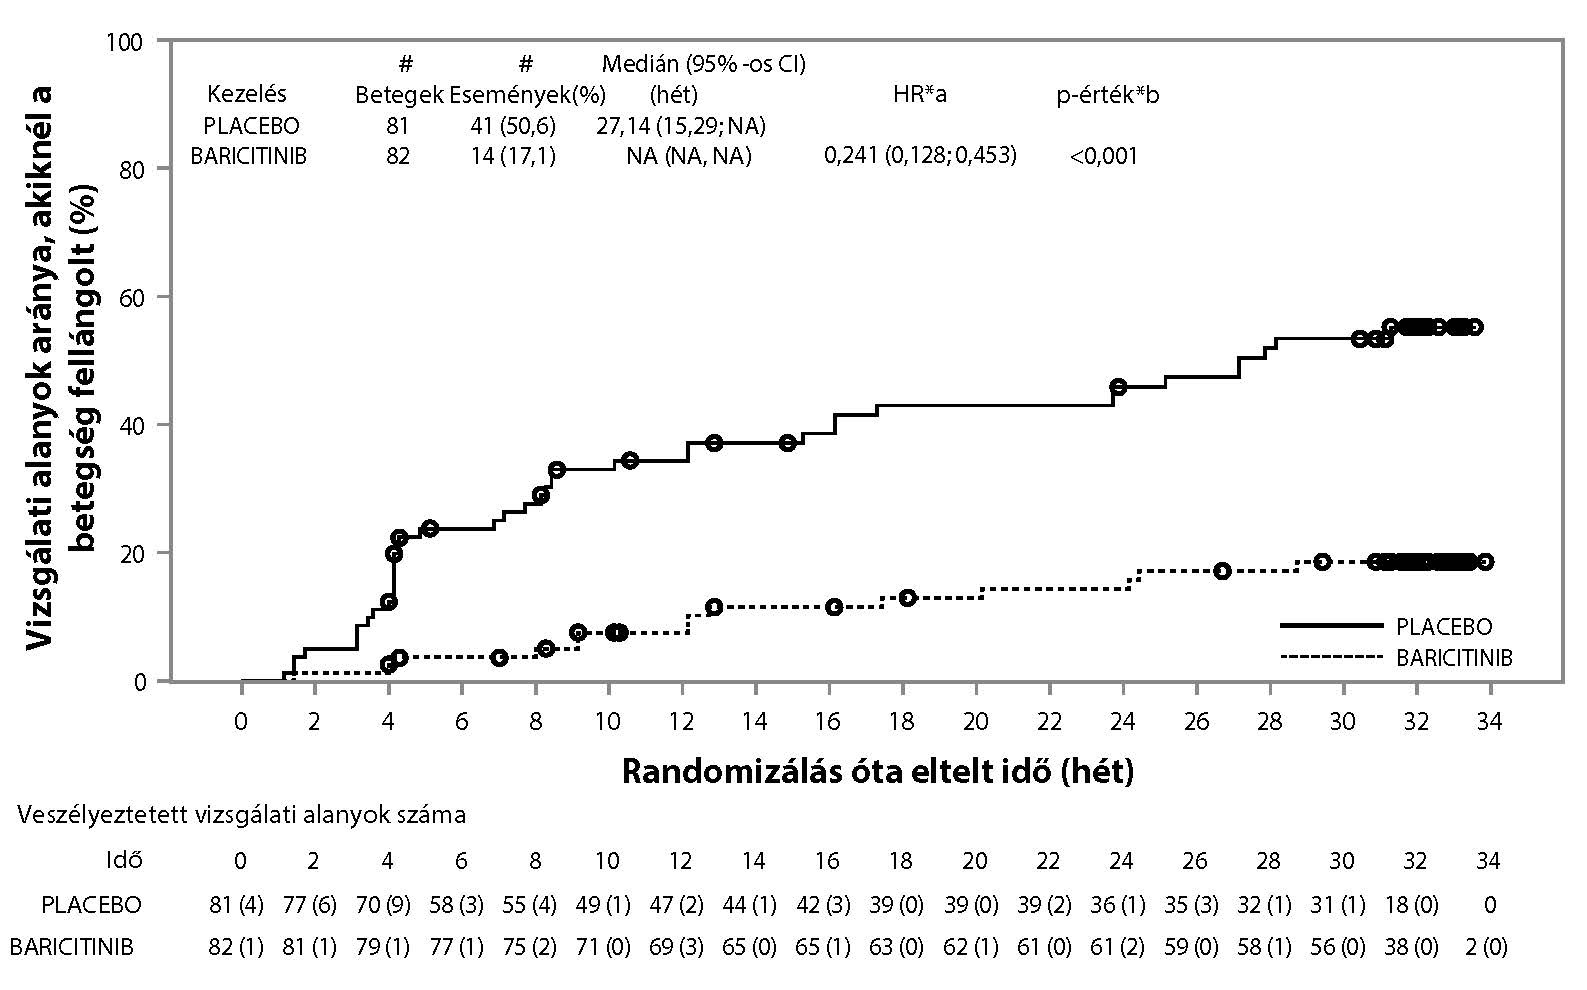 Vizsgálati alanyok aránya, akiknél a
betegség fellángolt (%)
100
80
60
40
20
0
# # Medián (95% -os CI)
Kezelés Betegek Események(%) (hét) HR*a p-érték*b
PLACEBO 81 41 (50,6) 27,14 (15,29; NA)
BARICITINIB 82 14 (17,1) NA (NA, NA) 0,241 (0,128; 0,453) <0,001
PLACEBO
BARICITINIB
0 2 4 6 8 10 12 14 16 18 20 22 24 26 28 30 32 34
Randomizálás óta eltelt idő (hét)
Veszélyeztetett vizsgálati alanyok száma
Idő 0 2 4 6 8 10 12 14 16 18 20 22 24 26 28 30 32 34
PLACEBO 81 (4) 77 (6) 70 (9) 58 (3) 55 (4) 49 (1) 47 (2) 44 (1) 42 (3) 39 (0) 39 (0) 39 (2) 36 (1) 35 (3) 32 (1) 31 (1) 18 (0) 0
BARICITINIB 82 (1) 81 (1) 79 (1) 77 (1) 75 (2) 71 (0) 69 (3) 65 (0) 65 (1) 63 (0) 62 (1) 61 (0) 61 (2) 59 (0) 58 (1) 56 (0) 38 (0) 2 (0)